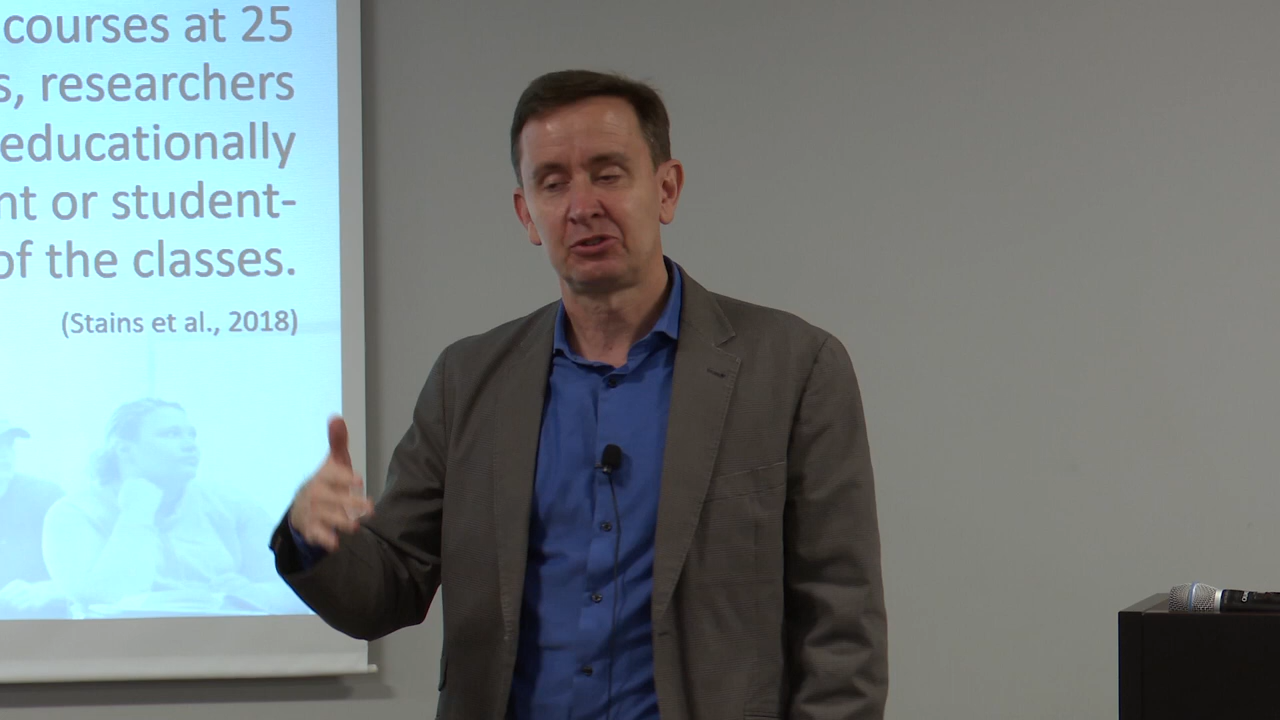 courses at 25
s, researchers
educationally
nt or student-
of the classes.
(Stains et al., 2018)